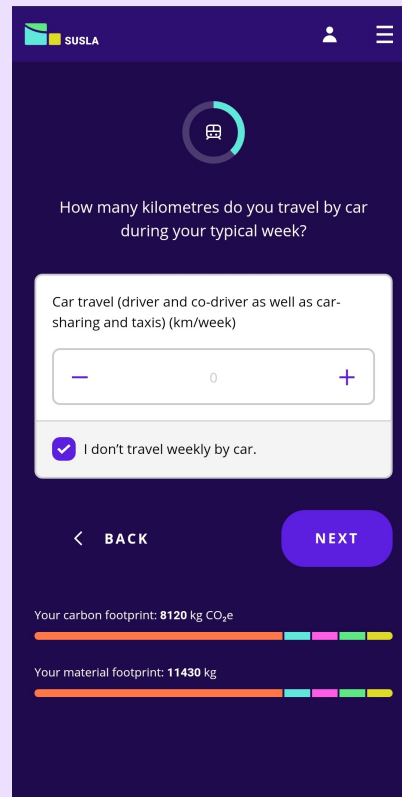 SUSLA
How many kilometres do you travel by car
during your typical week?
Car travel (driver and co-driver as well as car-
sharing and taxis) (km/week)
0
I don't travel weekly by car.
BACK
NEXT
Your carbon footprint: 8120 kg CO₂e
Your material footprint: 11430 kg